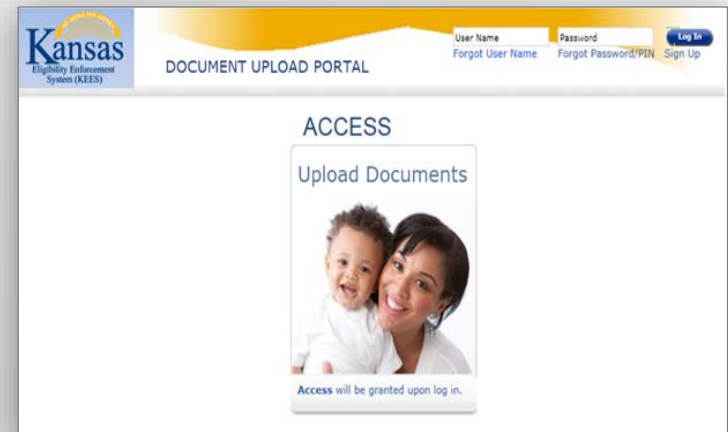 Kansas
Eligibility Enforcement
System (KEES)
DOCUMENT UPLOAD PORTAL
User Name
Password
Log In
Forgot User Name
Forgot Password/PIN
Sign Up
ACCESS
Upload Documents
Access will be granted upon log in.